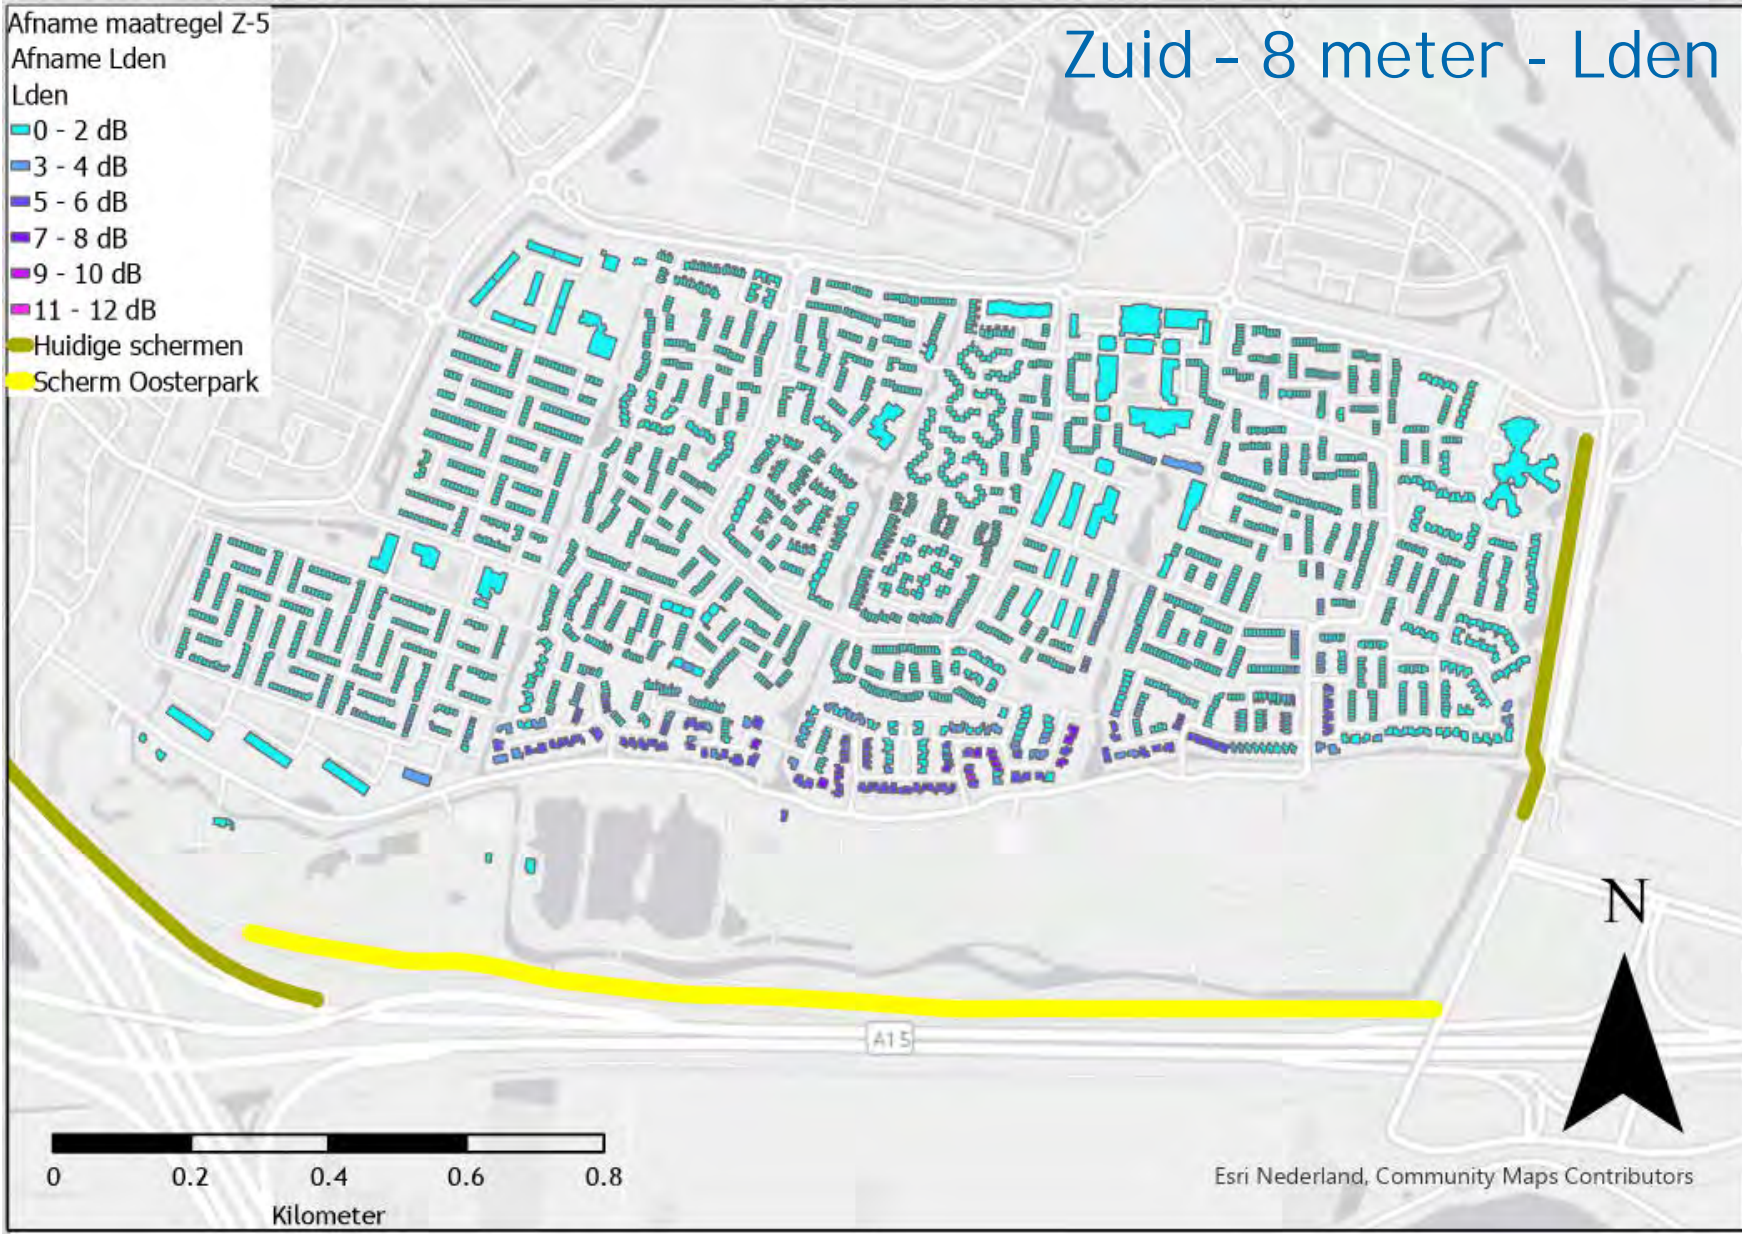 Zuid - 8 meter - Lden
Afname maatregel Z-5
Afname Lden
Lden
0 - 2 dB
3 - 4 dB
5 - 6 dB
7 - 8 dB
9 - 10 dB
11 - 12 dB
Huidige schermen
Scherm Oosterpark
A15
N
0 0.2 0.4 0.6 0.8
Kilometer
Esri Nederland, Community Maps Contributors